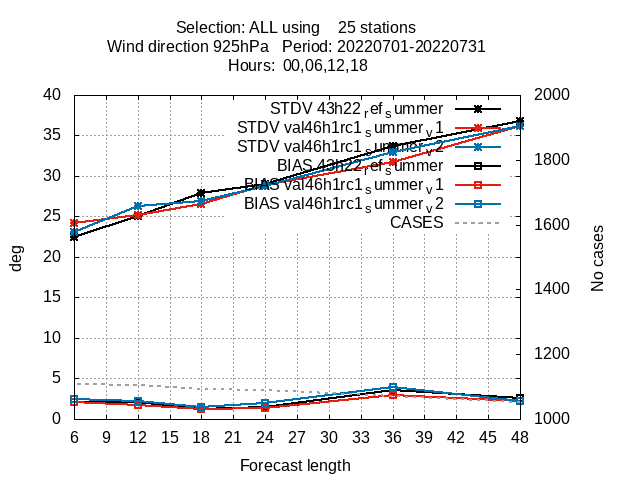 Selection: ALL using    25 stations
Wind direction 925hPa   Period: 20220701-20220731
Hours: 00,06,12,18
40
35
30
25
20
15
10
5
0
deg
STDV 43h22_ref_summer
STDV val46h1rc1_summer_v1
STDV val46h1rc1_summer_v2
BIAS 43h22_ref_summer
BIAS val46h1rc1_summer_v1
BIAS val46h1rc1_summer_v2
CASES
2000
1800
1600
1400
1200
1000
No cases
6 9 12 15 18 21 24 27 30 33 36 39 42 45 48
Forecast length